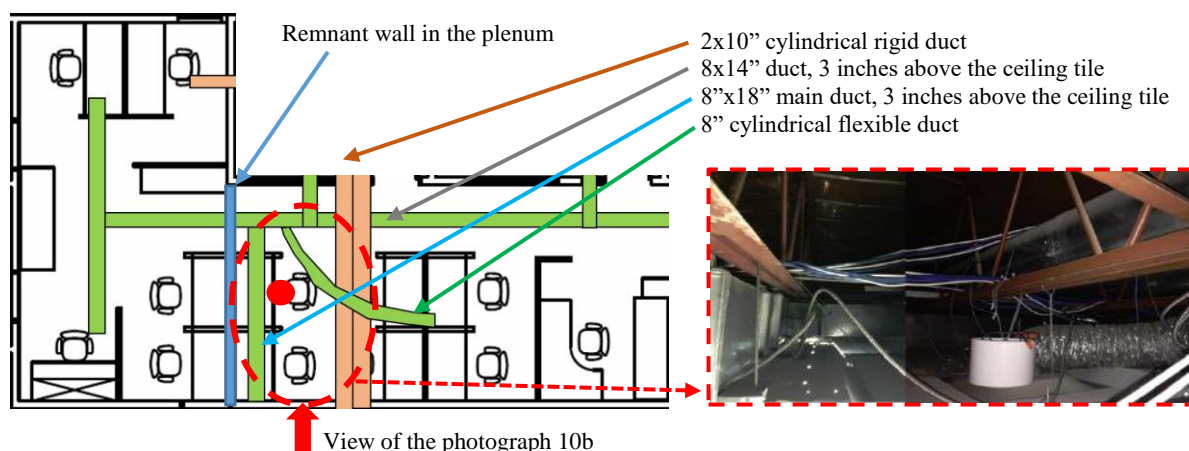 Remnant wall in the plenum
2x10” cylindrical rigid duct
8x14” duct, 3 inches above the ceiling tile
8”x18” main duct, 3 inches above the ceiling tile
8” cylindrical flexible duct
View of the photograph 10b